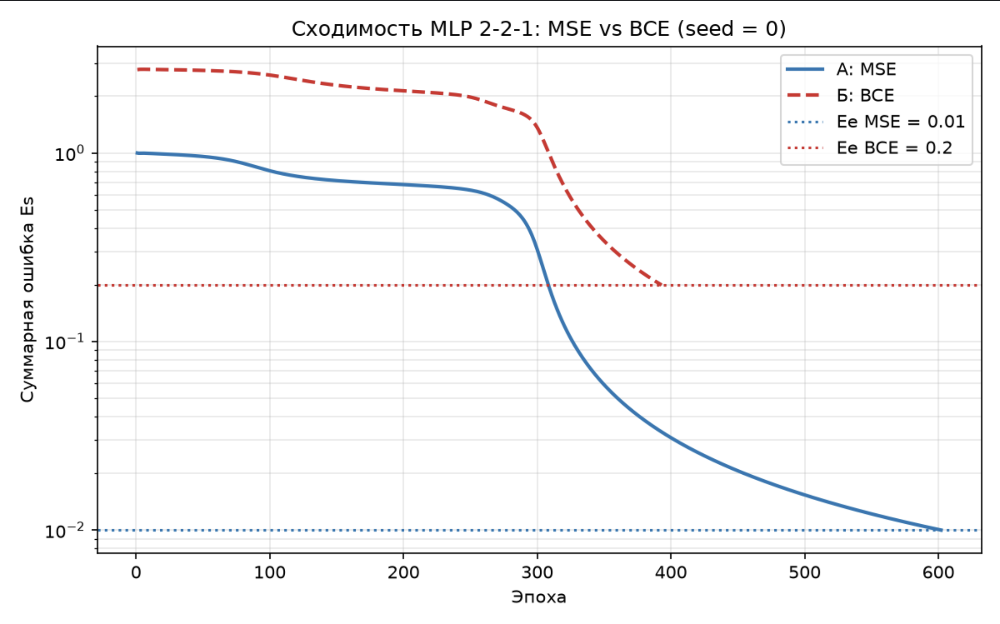 Сходимость MLP 2-2-1: MSE vs BCE (seed = 0)
А: MSE
Б: BCE
Ee MSE = 0.01
Ee BCE = 0.2
Суммарная ошибка Es
10⁰
10⁻¹
10⁻²
0 100 200 300 400 500 600
Эпоха